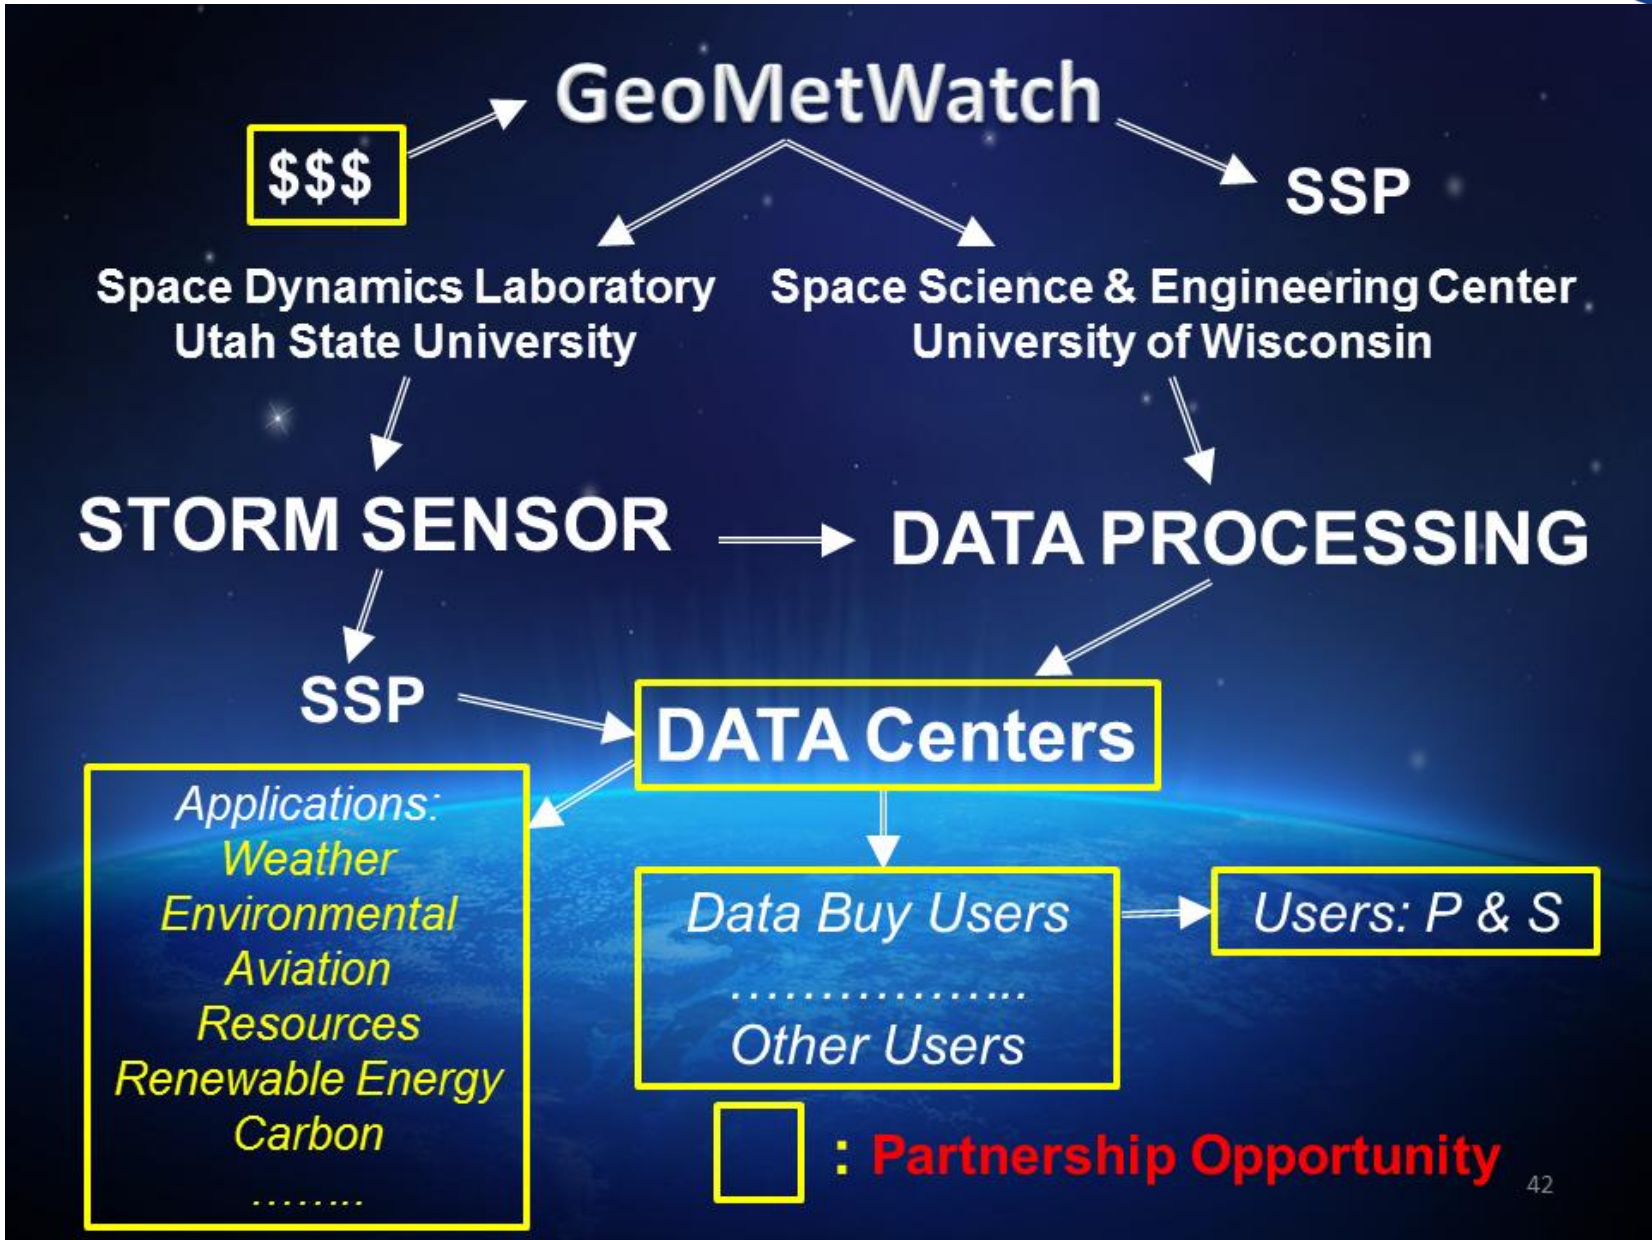 GeoMetWatch
$$$
SSP
Space Dynamics Laboratory
Utah State University
Space Science & Engineering Center
University of Wisconsin
STORM SENSOR
DATA PROCESSING
SSP
DATA Centers
Applications:
Weather
Environmental
Aviation
Resources
Renewable Energy
Carbon
........
Data Buy Users
..................
Other Users
Users: P & S
: Partnership Opportunity
42